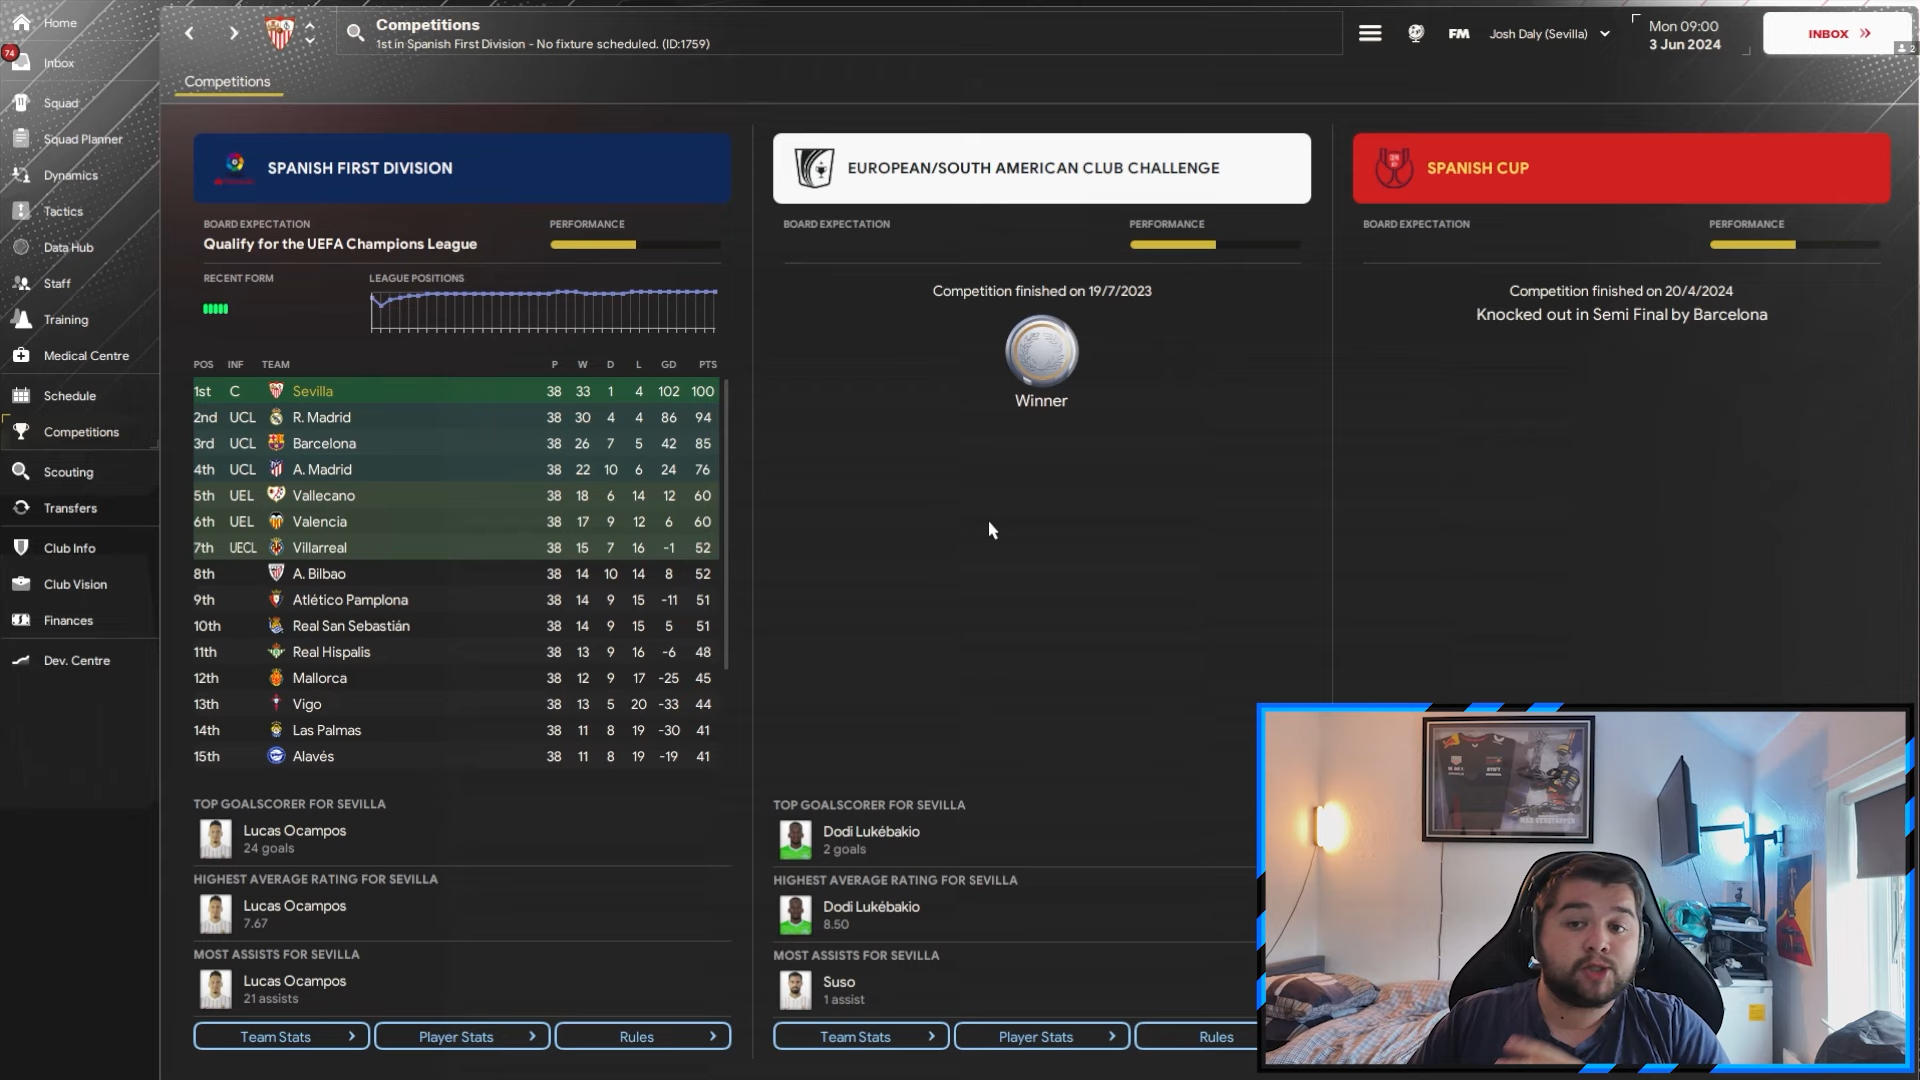 Home
74
Inbox
Squad
Squad Planner
Dynamics
Tactics
Data Hub
Staff
Training
Medical Centre
Schedule
Competitions
Scouting
Transfers
Club Info
Club Vision
Finances
Dev. Centre
Competitions
1st in Spanish First Division - No fixture scheduled. (ID:1759)
FM
Josh Daly (Sevilla)
Mon 09:00
3 Jun 2024
INBOX
2
Competitions
SPANISH FIRST DIVISION
BOARD EXPECTATION PERFORMANCE
Qualify for the UEFA Champions League
RECENT FORM LEAGUE POSITIONS
POS INF TEAM P W D L GD PTS
1st C Sevilla 38 33 1 4 102 100
2nd UCL R. Madrid 38 30 4 4 86 94
3rd UCL Barcelona 38 26 7 5 42 85
4th UCL A. Madrid 38 22 10 6 24 76
5th UEL Vallecano 38 18 6 14 12 60
6th UEL Valencia 38 17 9 12 6 60
7th UECL Villarreal 38 15 7 16 -1 52
8th A. Bilbao 38 14 10 14 8 52
9th Atlético Pamplona 38 14 9 15 -11 51
10th Real San Sebastián 38 14 9 15 5 51
11th Real Hispalis 38 13 9 16 -6 48
12th Mallorca 38 12 9 17 -25 45
13th Vigo 38 13 5 20 -33 44
14th Las Palmas 38 11 8 19 -30 41
15th Alavés 38 11 8 19 -19 41
TOP GOALSCORER FOR SEVILLA
Lucas Ocampos
24 goals
HIGHEST AVERAGE RATING FOR SEVILLA
Lucas Ocampos
7.67
MOST ASSISTS FOR SEVILLA
Lucas Ocampos
21 assists
Team Stats Player Stats Rules
EUROPEAN/SOUTH AMERICAN CLUB CHALLENGE
BOARD EXPECTATION PERFORMANCE
Competition finished on 19/7/2023
Winner
TOP GOALSCORER FOR SEVILLA
Dodi Lukébakio
2 goals
HIGHEST AVERAGE RATING FOR SEVILLA
Dodi Lukébakio
8.50
MOST ASSISTS FOR SEVILLA
Suso
1 assist
Team Stats Player Stats Rules
SPANISH CUP
BOARD EXPECTATION PERFORMANCE
Competition finished on 20/4/2024
Knocked out in Semi Final by Barcelona
MAX VERSTAPPEN